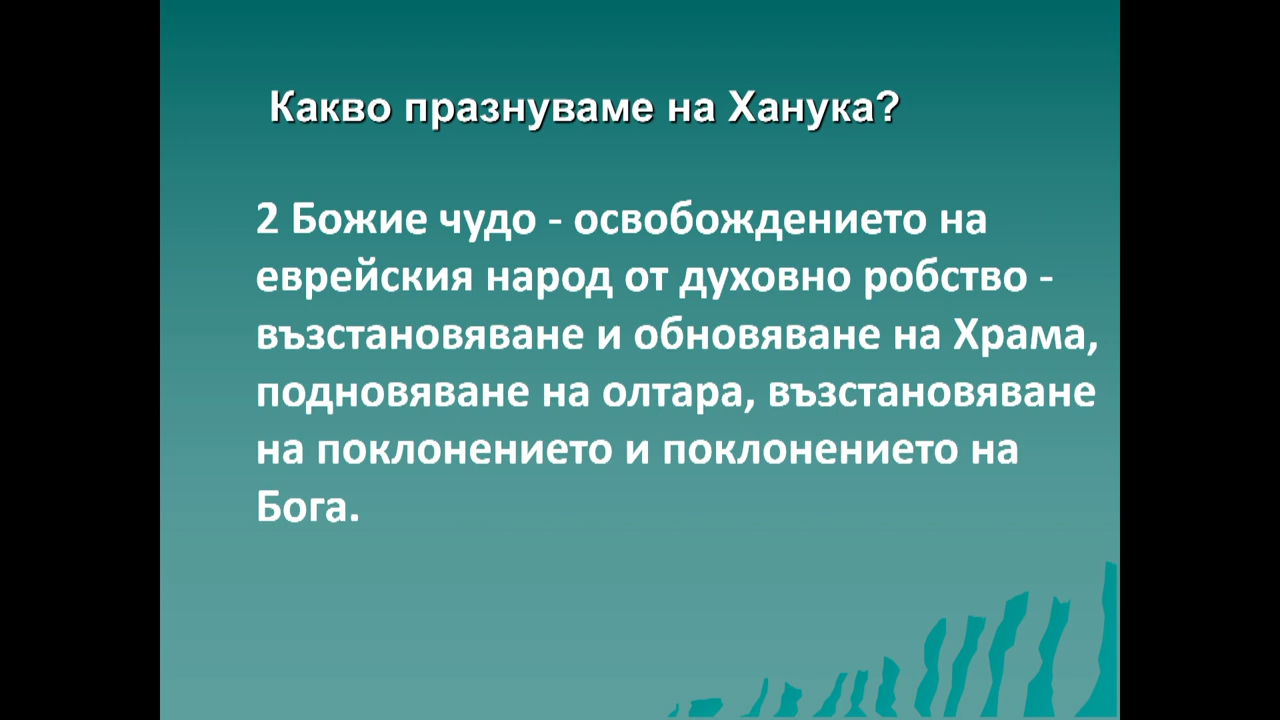 Какво празнуваме на Ханука?
2 Божие чудо - освобождението на
еврейския народ от духовно робство -
възстановяване и обновяване на Храма,
подновяване на олтара, възстановяване
на поклонението и поклонението на
Бога.